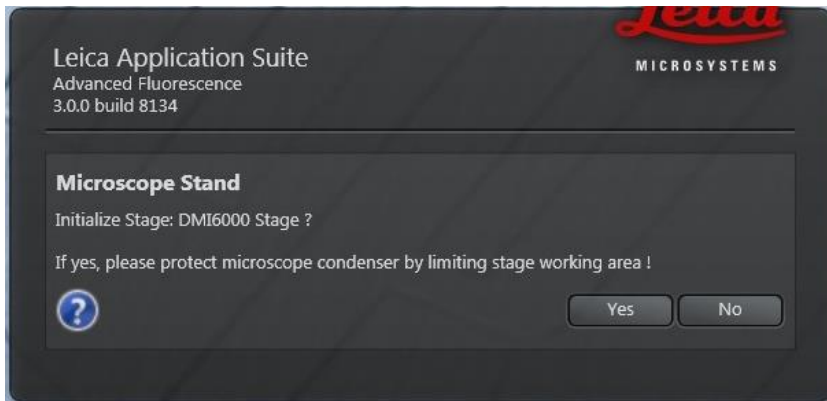 Leica
MICROSYSTEMS
Leica Application Suite
Advanced Fluorescence
3.0.0 build 8134
Microscope Stand
Initialize Stage: DMI6000 Stage ?
If yes, please protect microscope condenser by limiting stage working area !
?
Yes
No